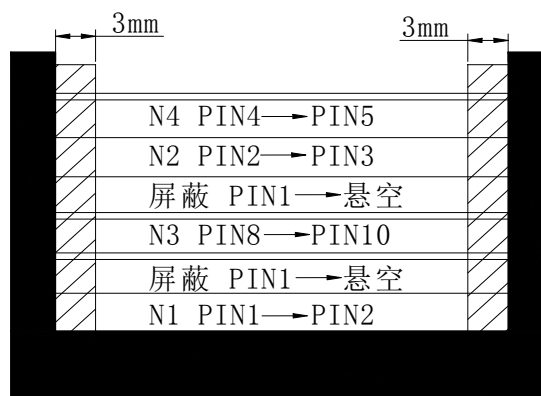 3mm 3mm
N4 PIN4→PIN5
N2 PIN2→PIN3
屏蔽 PIN1→悬空
N3 PIN8→PIN10
屏蔽 PIN1→悬空
N1 PIN1→PIN2